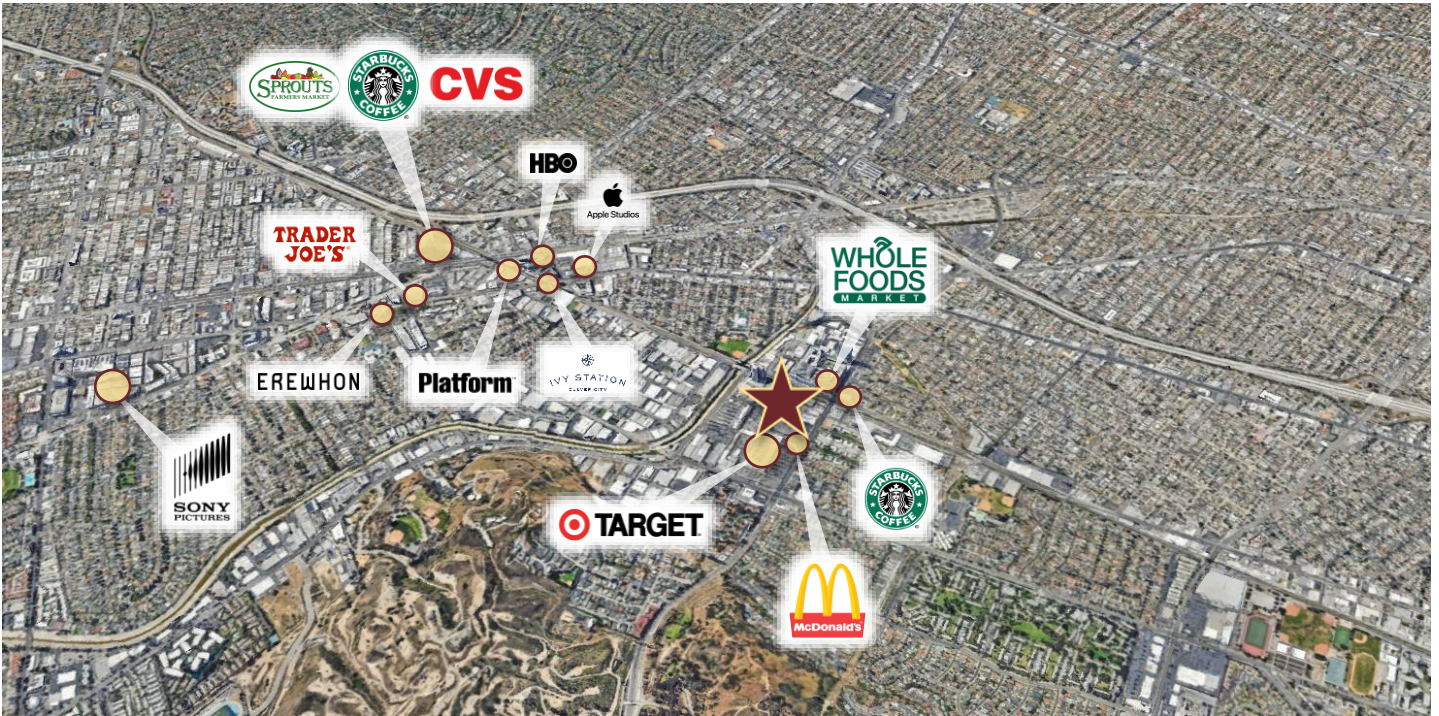 SPROUTS
FARMERS MARKET
STARBUCKS
COFFEE
CVS
HBO
Apple Studios
TRADER
JOE'S
WHOLE
FOODS
MARKET
EREWHON
Platform
IVY STATION
CULVER CITY
SONY
PICTURES
TARGET
STARBUCKS
COFFEE
McDonald's